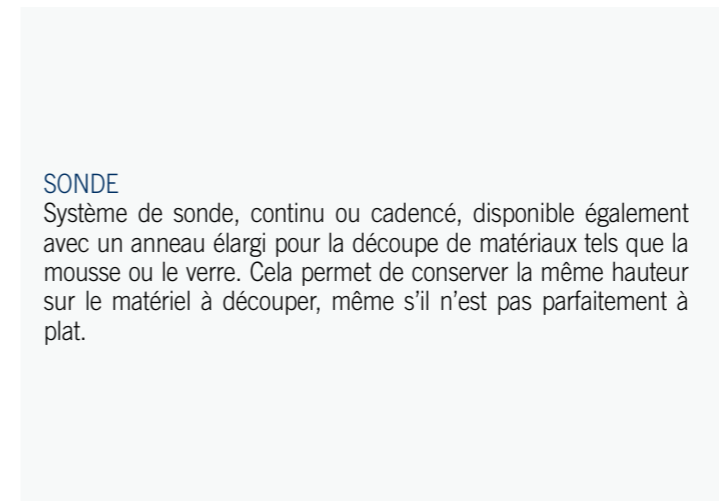 SONDE
Système de sonde, continu ou cadencé, disponible également
avec un anneau élargi pour la découpe de matériaux tels que la
mousse ou le verre. Cela permet de conserver la même hauteur
sur le matériel à découper, même s’il n’est pas parfaitement à
plat.